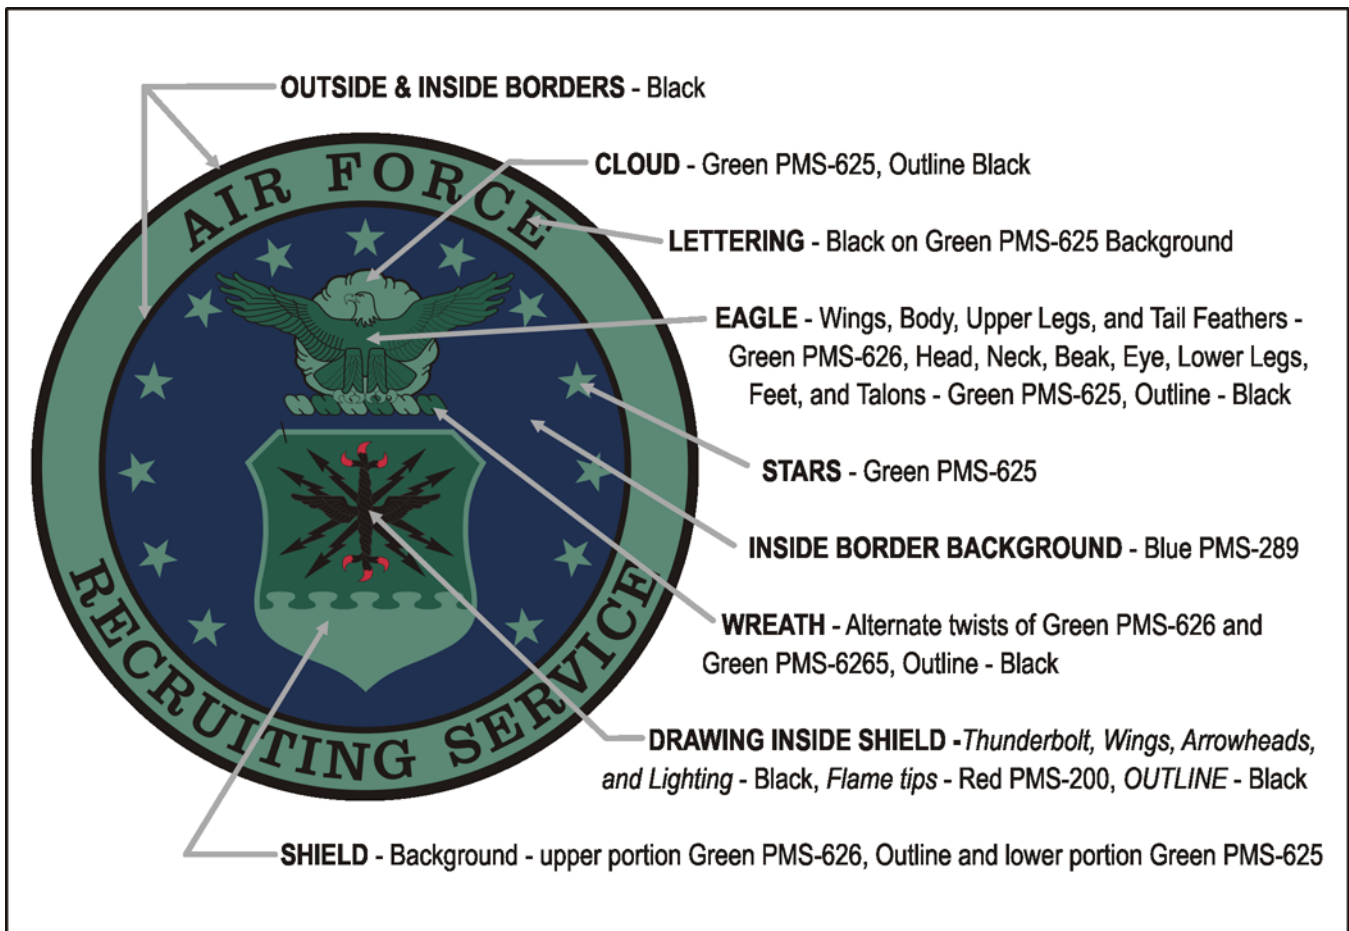 OUTSIDE & INSIDE BORDERS - Black
CLOUD - Green PMS-625, Outline Black
AIR FORCE
LETTERING - Black on Green PMS-625 Background
EAGLE - Wings, Body, Upper Legs, and Tail Feathers -
Green PMS-626, Head, Neck, Beak, Eye, Lower Legs,
Feet, and Talons - Green PMS-625, Outline - Black
STARS - Green PMS-625
INSIDE BORDER BACKGROUND - Blue PMS-289
WREATH - Alternate twists of Green PMS-626 and
Green PMS-6265, Outline - Black
RECRUITING SERVICE
DRAWING INSIDE SHIELD -Thunderbolt, Wings, Arrowheads,
and Lighting - Black, Flame tips - Red PMS-200, OUTLINE - Black
SHIELD - Background - upper portion Green PMS-626, Outline and lower portion Green PMS-625